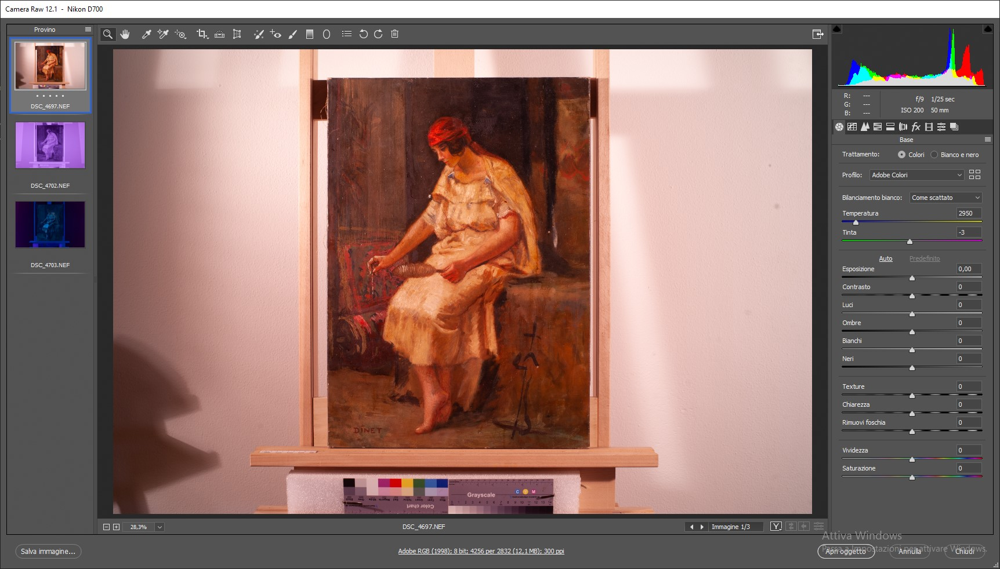 Camera Raw 12.1 - Nikon D700
Provino
DSC_4697.NEF
DSC_4702.NEF
DSC_4703.NEF
DINET
Grayscale
C Y M
Color chart
28,3%
DSC_4697.NEF
Immagine 1/3
Y
Salva immagine...
Adobe RGB (1998); 8 bit; 4256 per 2832 (12,1 MB); 300 ppi
R: ---
G: ---
B: ---
f/9 1/25 sec
ISO 200 50 mm
fx
Base
Trattamento: Colori Bianco e nero
Profilo: Adobe Colori
Bilanciamento bianco: Come scattato
Temperatura 2950
Tinta -3
Auto Predefinito
Esposizione 0,00
Contrasto 0
Luci 0
Ombre 0
Bianchi 0
Neri 0
Texture 0
Chiarezza 0
Rimuovi foschia 0
Vividezza 0
Saturazione 0
Attiva Windows
Passa a Impostazioni per attivare Windows.
Apri oggetto Annulla Chiudi